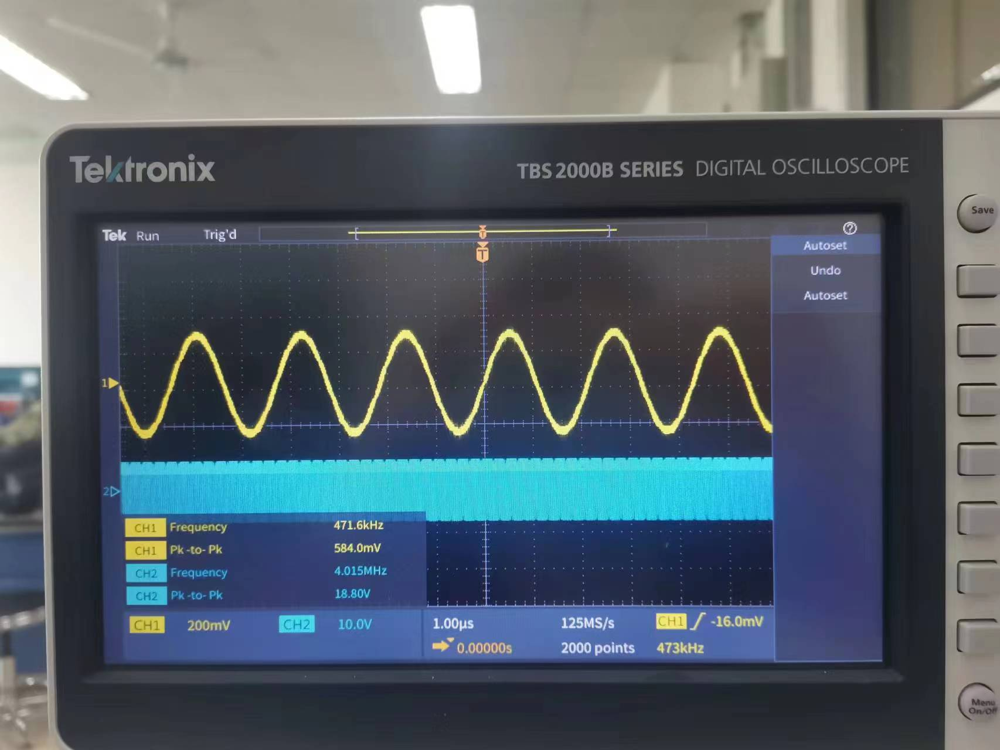 Tektronix
TBS 2000B SERIES DIGITAL OSCILLOSCOPE
Save
Tek Run Trig'd
T
T
Autoset
Undo
Autoset
1
2
CH1 Frequency 471.6kHz
CH1 Pk -to- Pk 584.0mV
CH2 Frequency 4.015MHz
CH2 Pk -to- Pk 18.80V
CH1 200mV CH2 10.0V
1.00µs 125MS/s CH1 -16.0mV
0.00000s 2000 points 473kHz
Menu
On/Off